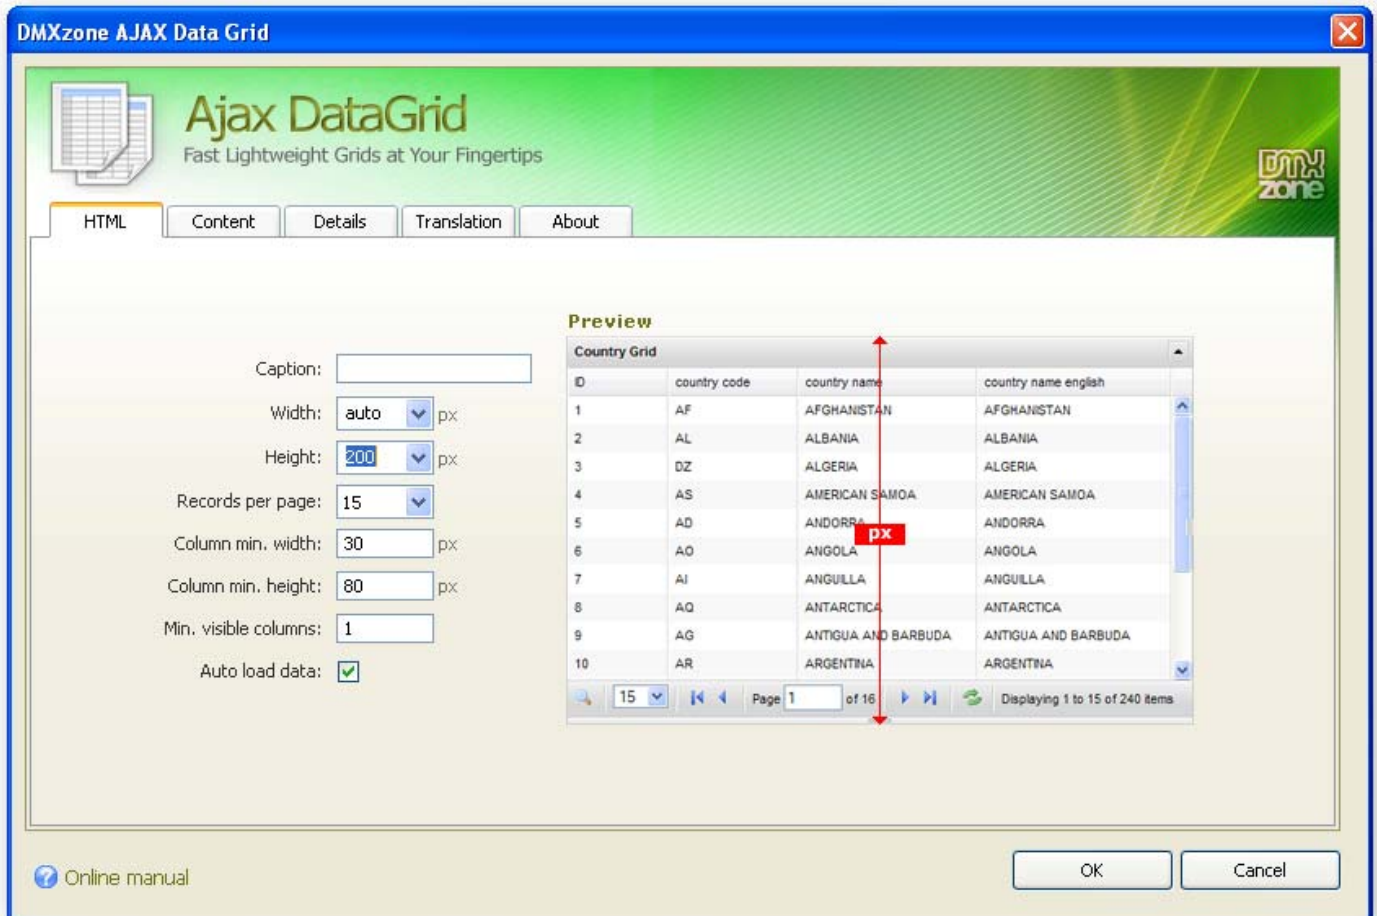 DMXzone AJAX Data Grid
Ajax DataGrid
Fast Lightweight Grids at Your Fingertips
DMX zone
HTML Content Details Translation About
Preview
Caption:
Width: auto px
Height: 200 px
Records per page: 15
Column min. width: 30 px
Column min. height: 80 px
Min. visible columns: 1
Auto load data:
Country Grid
ID country code country name country name english
1 AF AFGHANISTAN AFGHANISTAN
2 AL ALBANIA ALBANIA
3 DZ ALGERIA ALGERIA
4 AS AMERICAN SAMOA AMERICAN SAMOA
5 AD ANDORRA ANDORRA
px
6 AO ANGOLA ANGOLA
7 AI ANGUILLA ANGUILLA
8 AQ ANTARCTICA ANTARCTICA
9 AG ANTIGUA AND BARBUDA ANTIGUA AND BARBUDA
10 AR ARGENTINA ARGENTINA
15 Page 1 of 16 Displaying 1 to 15 of 240 items
Online manual
OK Cancel